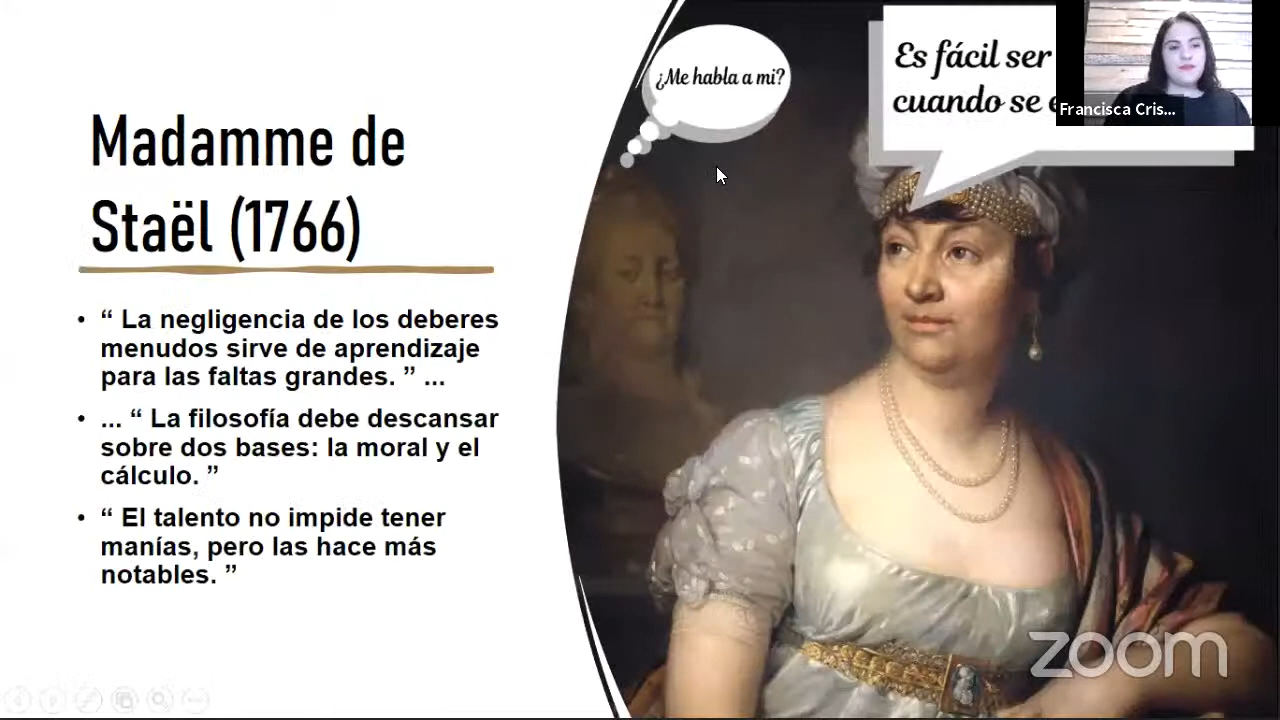 Madamme de
Staël (1766)
• “ La negligencia de los deberes
menudos sirve de aprendizaje
para las faltas grandes. ” ...
• ... “ La filosofía debe descansar
sobre dos bases: la moral y el
cálculo. ”
• “ El talento no impide tener
manías, pero las hace más
notables. ”
¿Me habla a mi?
Es fácil ser
cuando se
Francisca Cris...
zoom